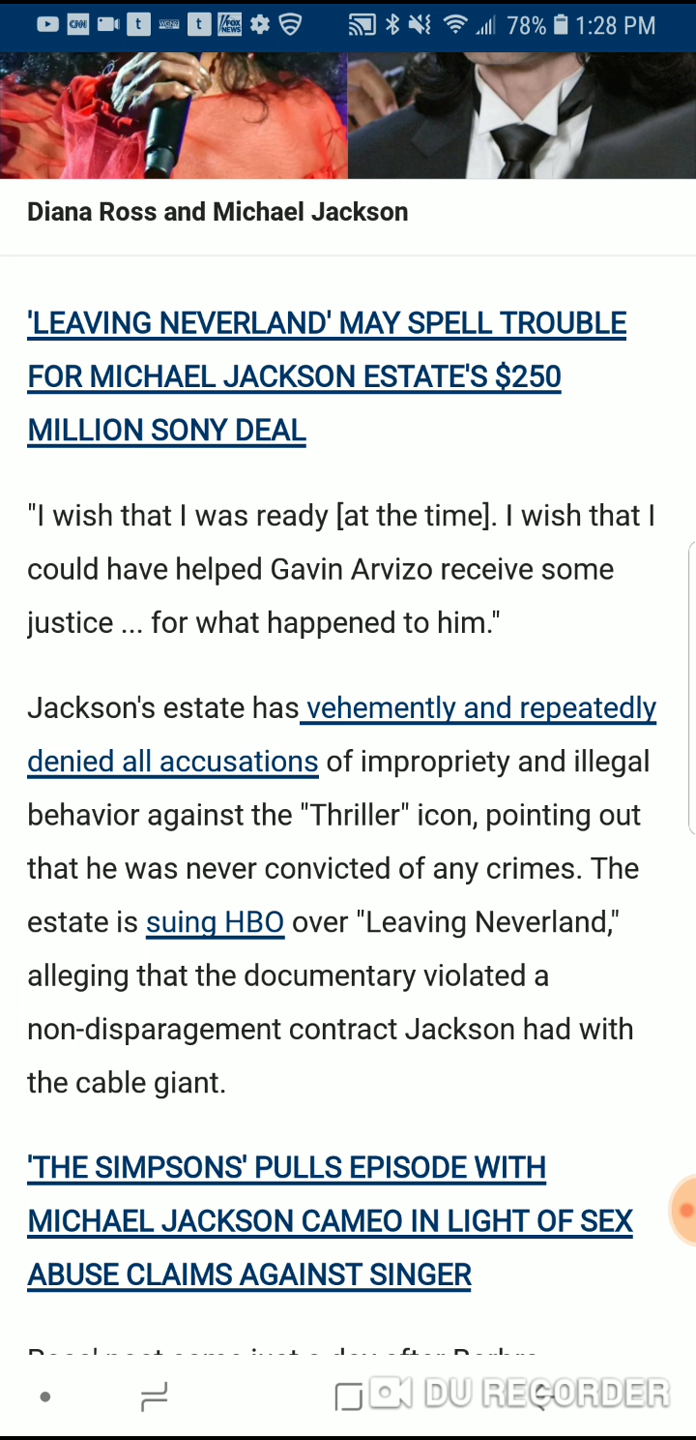 78% 1:28 PM
Diana Ross and Michael Jackson
'LEAVING NEVERLAND' MAY SPELL TROUBLE
FOR MICHAEL JACKSON ESTATE'S $250
MILLION SONY DEAL
"I wish that I was ready [at the time]. I wish that I
could have helped Gavin Arvizo receive some
justice ... for what happened to him."
Jackson's estate has vehemently and repeatedly
denied all accusations of impropriety and illegal
behavior against the "Thriller" icon, pointing out
that he was never convicted of any crimes. The
estate is suing HBO over "Leaving Neverland,"
alleging that the documentary violated a
non-disparagement contract Jackson had with
the cable giant.
'THE SIMPSONS' PULLS EPISODE WITH
MICHAEL JACKSON CAMEO IN LIGHT OF SEX
ABUSE CLAIMS AGAINST SINGER
DU RECORDER